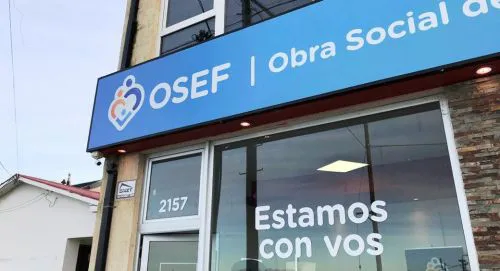 OSEF | Obra Social de
2157
Estamos
con vos